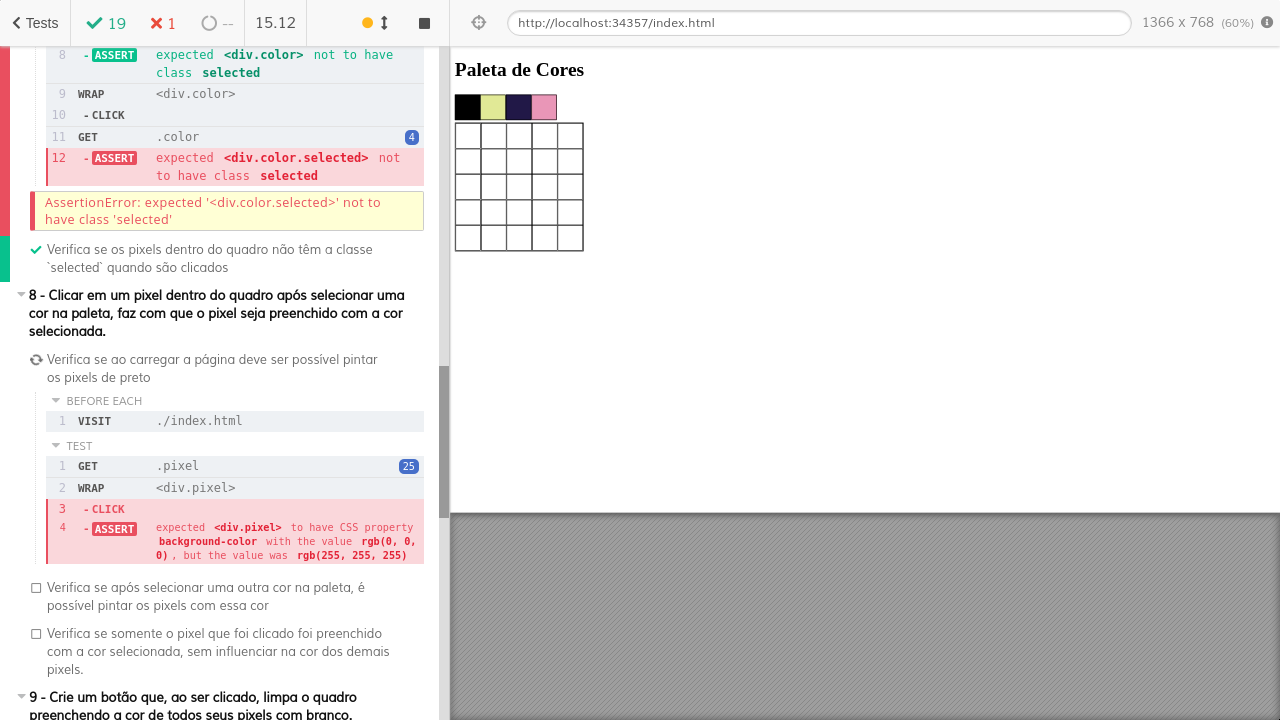 Tests 19 1 -- 15.12
http://localhost:34357/index.html 1366 x 768 (60%)
8 - ASSERT expected <div.color> not to have
class selected
9 WRAP <div.color>
10 - CLICK
11 GET .color 4
12 - ASSERT expected <div.color.selected> not
to have class selected
AssertionError: expected '<div.color.selected>' not to
have class 'selected'
Verifica se os pixels dentro do quadro não têm a classe
`selected` quando são clicados
8 - Clicar em um pixel dentro do quadro após selecionar uma
cor na paleta, faz com que o pixel seja preenchido com a cor
selecionada.
Verifica se ao carregar a página deve ser possível pintar
os pixels de preto
BEFORE EACH
1 VISIT ./index.html
TEST
1 GET .pixel 25
2 WRAP <div.pixel>
3 - CLICK
4 - ASSERT expected <div.pixel> to have CSS property
background-color with the value rgb(0, 0,
0) , but the value was rgb(255, 255, 255)
Verifica se após selecionar uma outra cor na paleta, é
possível pintar os pixels com essa cor
Verifica se somente o pixel que foi clicado foi preenchido
com a cor selecionada, sem influenciar na cor dos demais
pixels.
9 - Crie um botão que, ao ser clicado, limpa o quadro
preenchendo a cor de todos seus pixels com branco.
Paleta de Cores